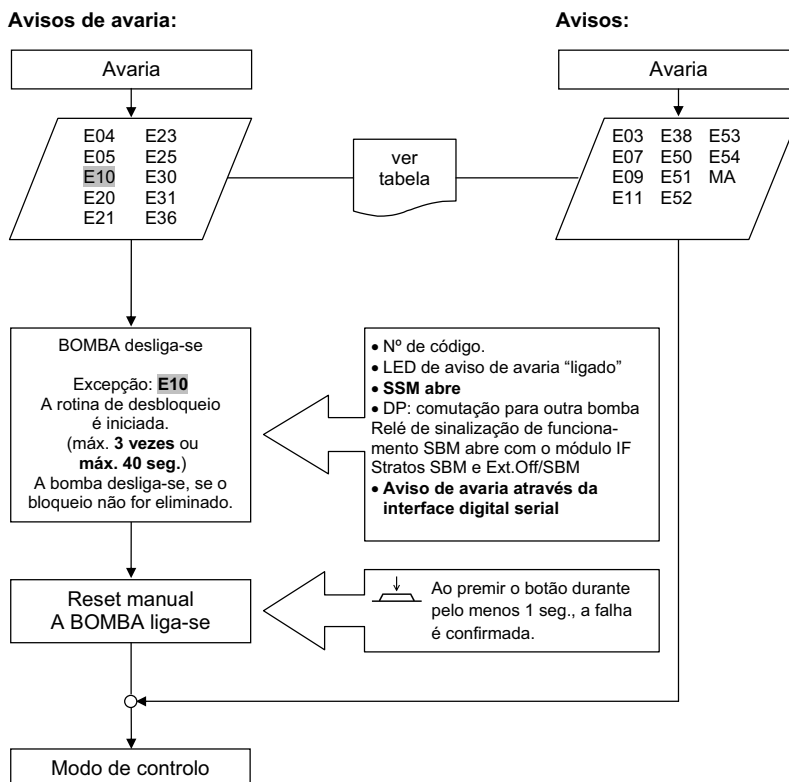 Avisos de avaria:
Avisos:
Avaria
Avaria
E04 E23
E05 E25
E10 E30
E20 E31
E21 E36
ver
tabela
E03 E38 E53
E07 E50 E54
E09 E51 MA
E11 E52
BOMBA desliga-se
Excepção: E10
A rotina de desbloqueio
é iniciada.
(máx. 3 vezes ou
máx. 40 seg.)
A bomba desliga-se, se o
bloqueio não for eliminado.
• Nº de código.
• LED de aviso de avaria “ligado”
• SSM abre
• DP: comutação para outra bomba
Relé de sinalização de funciona-
mento SBM abre com o módulo IF
Stratos SBM e Ext.Off/SBM
• Aviso de avaria através da
interface digital serial
Reset manual
A BOMBA liga-se
Ao premir o botão durante
pelo menos 1 seg., a falha
é confirmada.
Modo de controlo